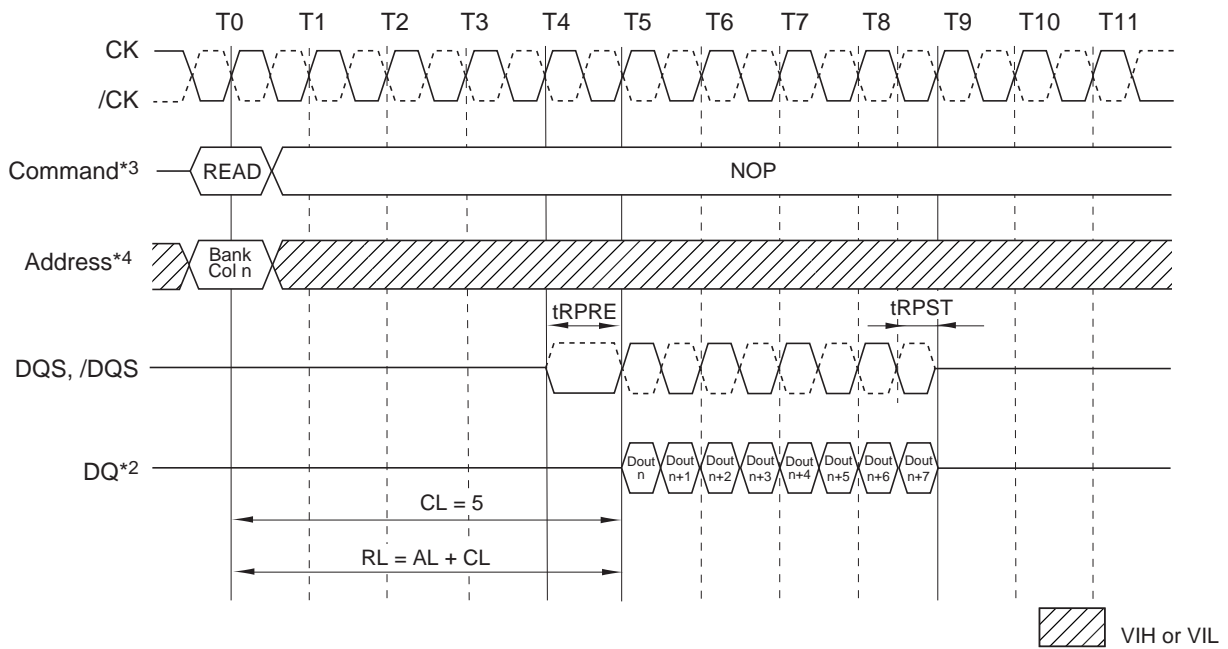 T0 T1 T2 T3 T4 T5 T6 T7 T8 T9 T10 T11
CK
/CK
Command*3
READ
NOP
Address*4
Bank
Col n
tRPRE
tRPST
DQS, /DQS
DQ*2
Dout n
Dout n+1
Dout n+2
Dout n+3
Dout n+4
Dout n+5
Dout n+6
Dout n+7
CL = 5
RL = AL + CL
VIH or VIL